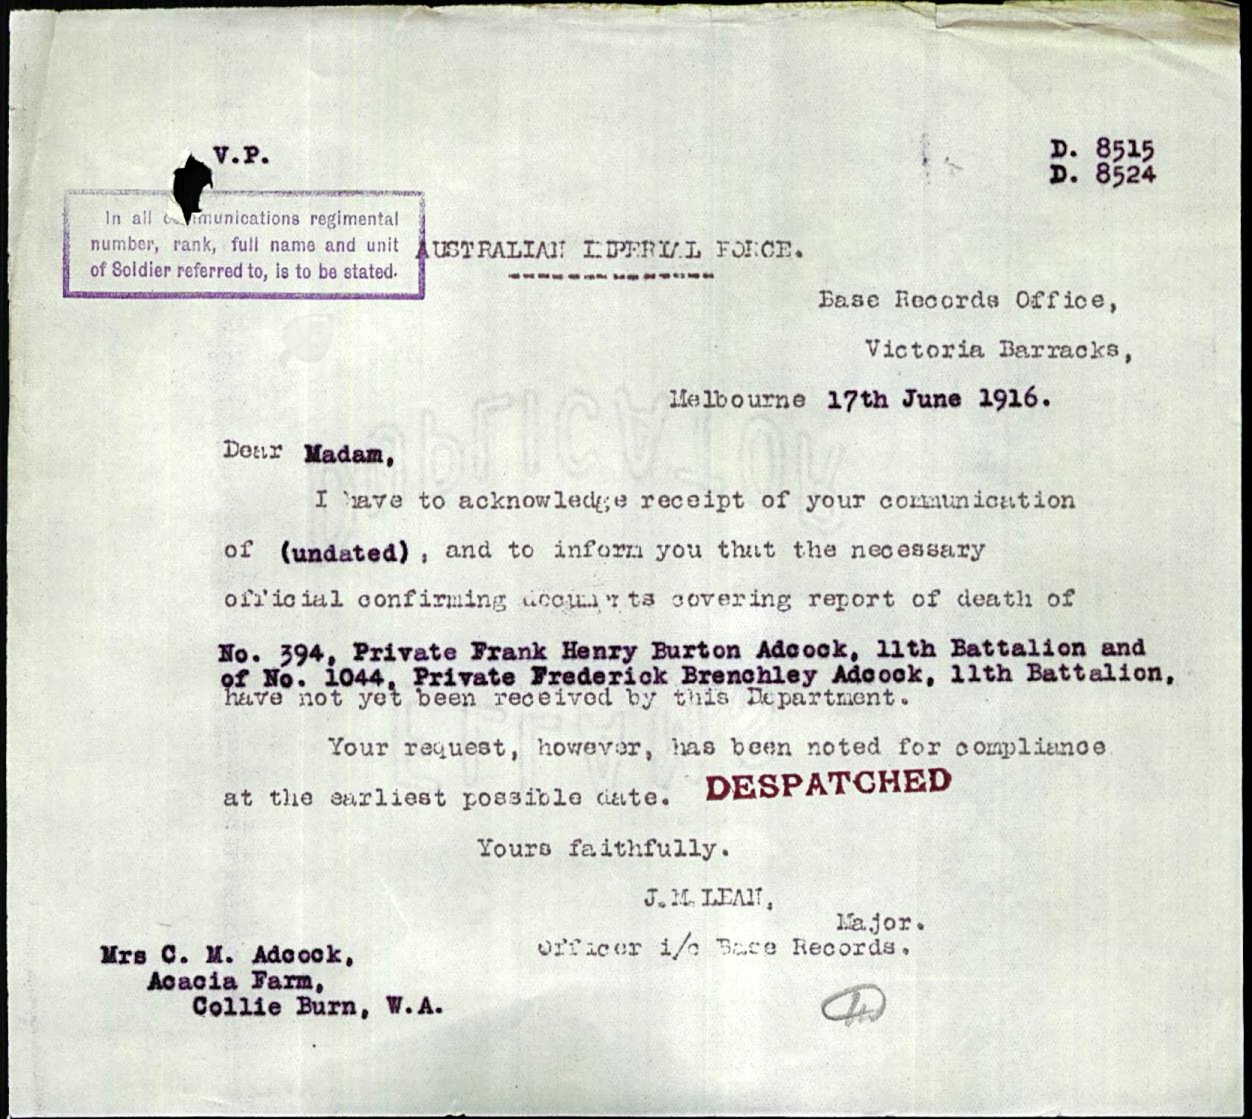 V.P.
D. 8515
D. 8524
In all communications regimental
number, rank, full name and unit
of Soldier referred to, is to be stated.
AUSTRALIAN IMPERIAL FORCE.
Base Records Office,
Victoria Barracks,
Melbourne 17th June 1916.
Dear Madam,
I have to acknowledge receipt of your communication
of (undated), and to inform you that the necessary
official confirming documents covering report of death of
No. 394, Private Frank Henry Burton Adcock, 11th Battalion and
of No. 1044, Private Frederick Brenchley Adcock, 11th Battalion,
have not yet been received by this Department.
Your request, however, has been noted for compliance
at the earliest possible date.
DESPATCHED
Yours faithfully.
J.M. LEAN,
Major.
Officer i/c Base Records.
Mrs C. M. Adcock,
Acacia Farm,
Collie Burn, W.A.